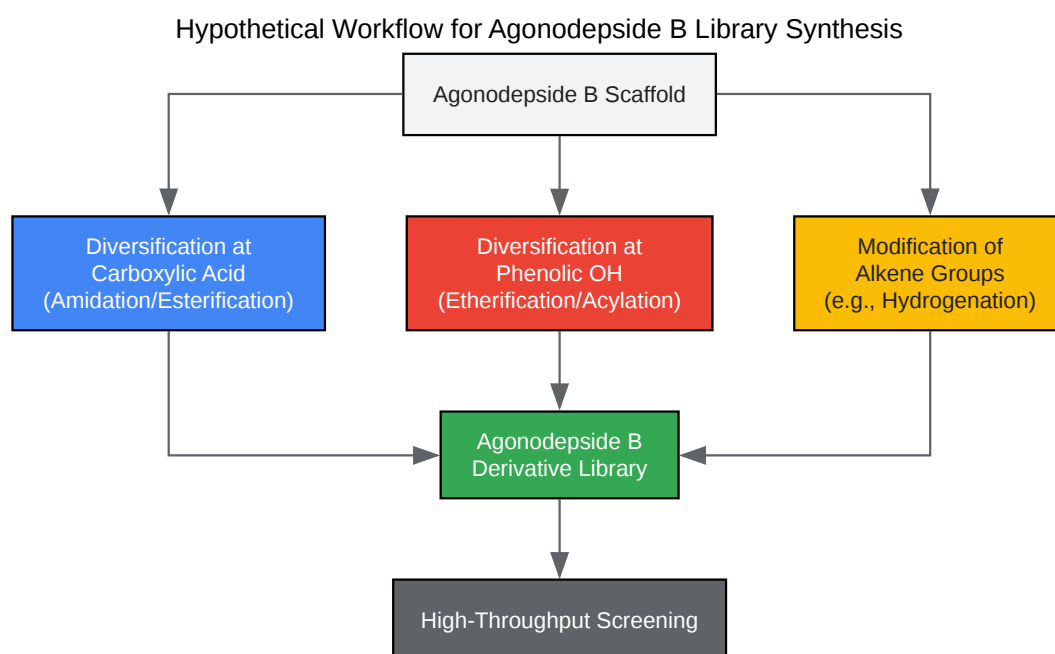 Hypothetical Workflow for Agonodepside B Library Synthesis
Agonodepside B Scaffold
Diversification at
Carboxylic Acid
(Amidation/Esterification)
Diversification at
Phenolic OH
(Etherification/Acylation)
Modification of
Alkene Groups
(e.g., Hydrogenation)
Agonodepside B
Derivative Library
High-Throughput Screening